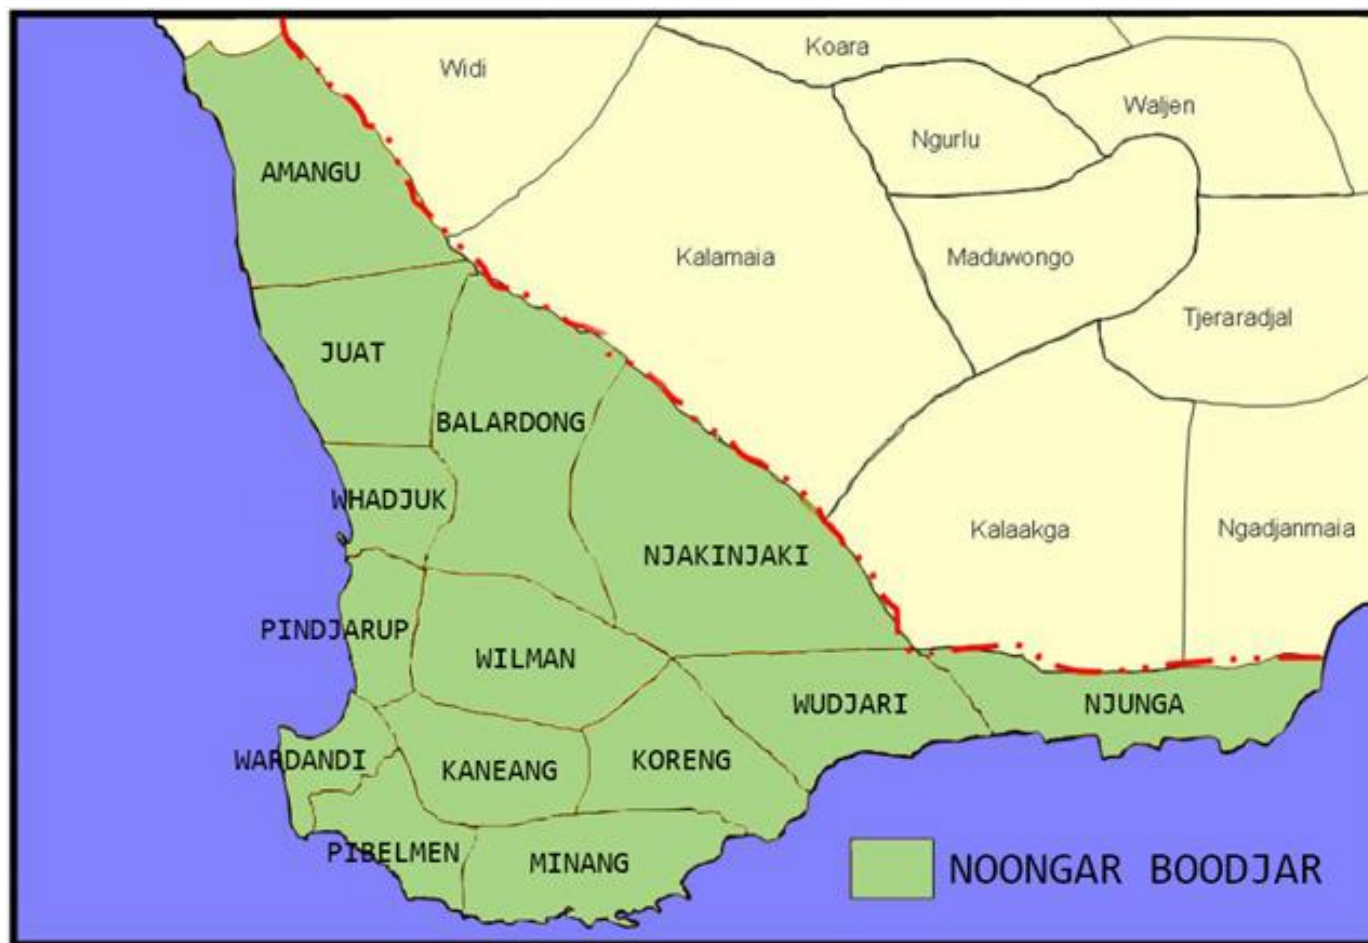 Koara
Widi
Waljen
Ngurlu
AMANGU
Kalamaia
Maduwongo
Tjeraradjal
JUAT
BALARDONG
WHADJUK
Kalaakga
Ngadjanmaia
NJAKINJAKI
PINDJARUP
WILMAN
WUDJARI
NJUNGA
WARDANDI
KANEANG
KORENG
PIBELMEN
MINANG
NOONGAR BOODJAR